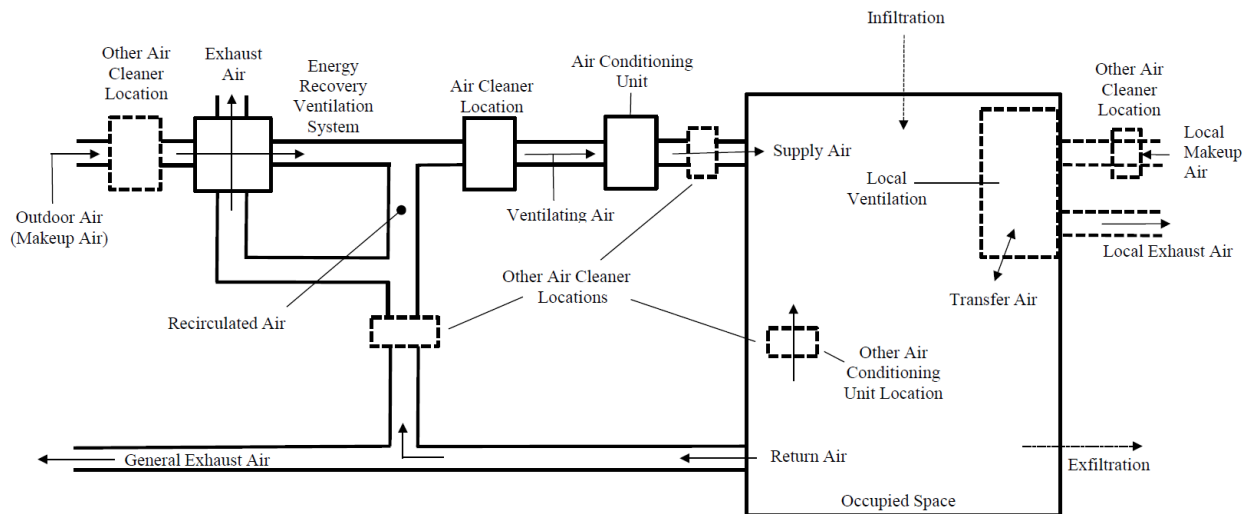 Other Air
Cleaner
Location
Exhaust
Air
Energy
Recovery
Ventilation
System
Air Cleaner
Location
Air Conditioning
Unit
Infiltration
Other Air
Cleaner
Location
Outdoor Air
(Makeup Air)
Ventilating Air
Supply Air
Local
Ventilation
Local
Makeup
Air
Local Exhaust Air
Recirculated Air
Other Air Cleaner
Locations
Transfer Air
Other Air
Conditioning
Unit Location
General Exhaust Air
Return Air
Exfiltration
Occupied Space